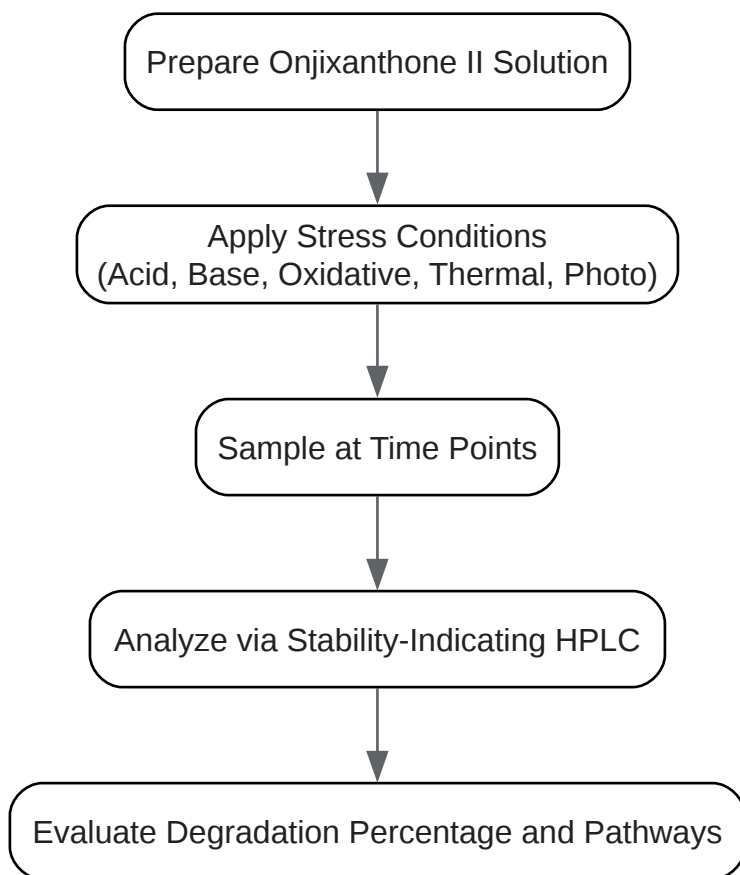 Prepare Onjixanthone II Solution
Apply Stress Conditions
(Acid, Base, Oxidative, Thermal, Photo)
Sample at Time Points
Analyze via Stability-Indicating HPLC
Evaluate Degradation Percentage and Pathways